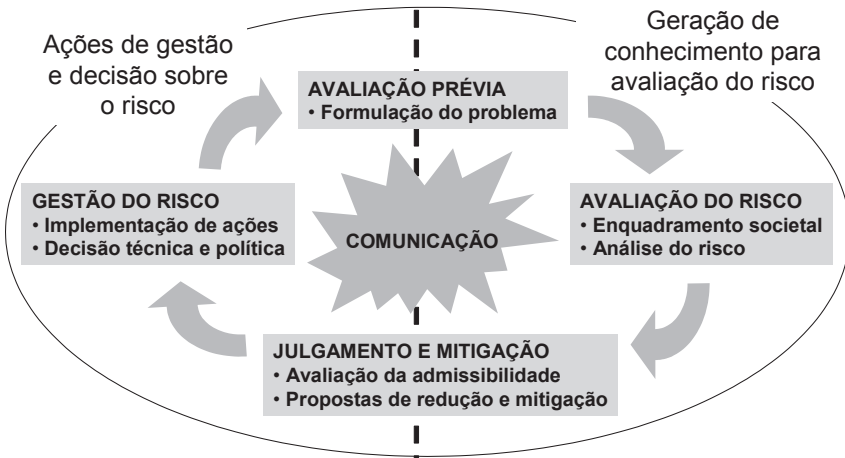 Ações de gestão
e decisão sobre
o risco
Geração de
conhecimento para
avaliação do risco
AVALIAÇÃO PRÉVIA
• Formulação do problema
GESTÃO DO RISCO
• Implementação de ações
• Decisão técnica e política
COMUNICAÇÃO
AVALIAÇÃO DO RISCO
• Enquadramento societal
• Análise do risco
JULGAMENTO E MITIGAÇÃO
• Avaliação da admissibilidade
• Propostas de redução e mitigação